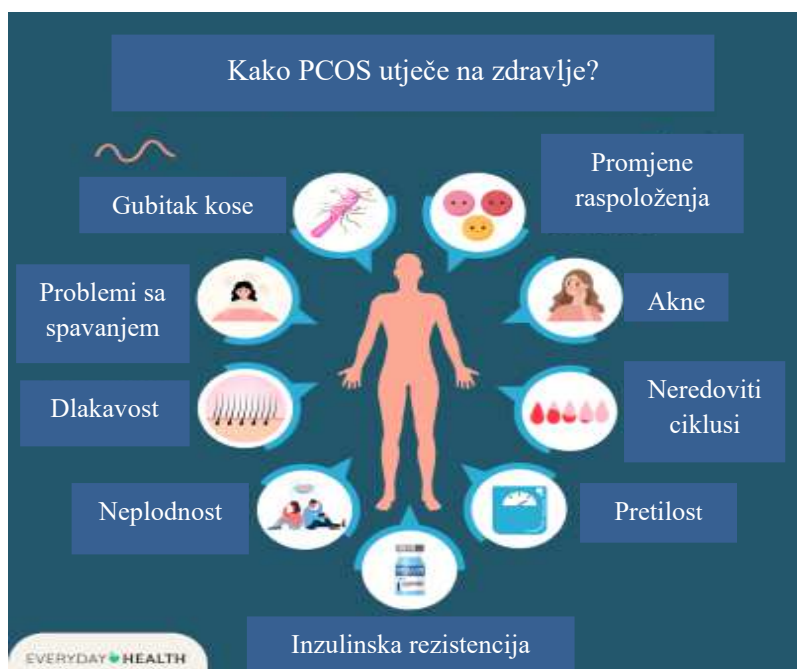 Kako PCOS utječe na zdravlje?
Gubitak kose
Promjene
raspoloženja
Problemi sa
spavanjem
Akne
Dlakavost
Neredoviti
ciklusi
Neplodnost
Pretilost
Inzulinska rezistencija
EVERYDAY HEALTH